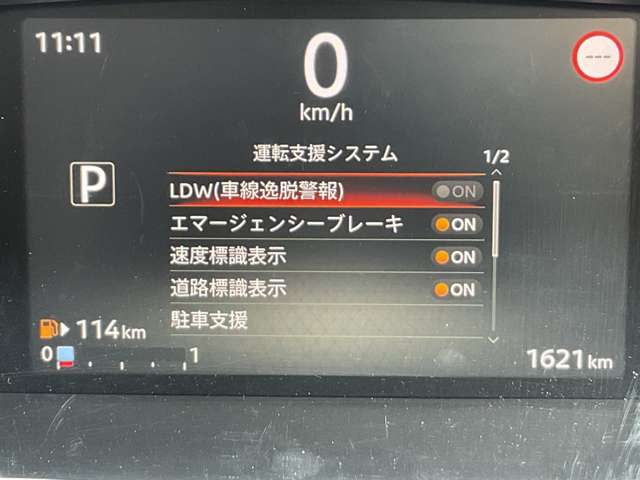 11:11
0
km/h
---
運転支援システム 1/2
P
LDW(車線逸脱警報) ON
エマージェンシーブレーキ ON
速度標識表示 ON
道路標識表示 ON
駐車支援
114km
0 1
1621km